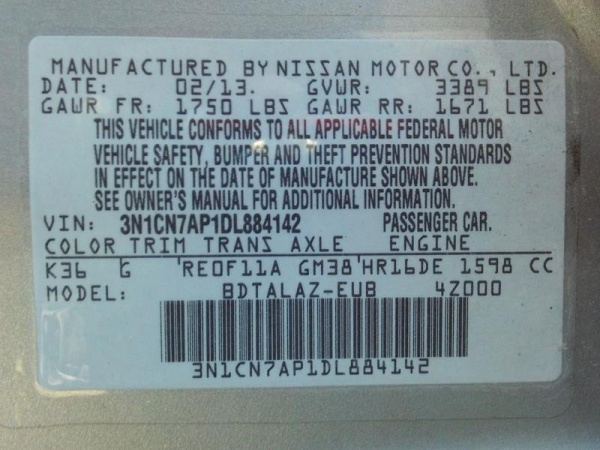 MANUFACTURED BY NISSAN MOTOR CO., LTD.
DATE: 02/13. GVWR: 3389 LBS
GAWR FR: 1750 LBS GAWR RR: 1671 LBS
THIS VEHICLE CONFORMS TO ALL APPLICABLE FEDERAL MOTOR
VEHICLE SAFETY, BUMPER AND THEFT PREVENTION STANDARDS
IN EFFECT ON THE DATE OF MANUFACTURE SHOWN ABOVE.
SEE OWNER'S MANUAL FOR ADDITIONAL INFORMATION.
VIN: 3N1CN7AP1DL884142 PASSENGER CAR.
COLOR TRIM TRANS AXLE ENGINE
K36 G RE0F11A GM38 HR16DE 1598 CC
MODEL: BDTALAZ-EUB 4Z000
3N1CN7AP1DL884142